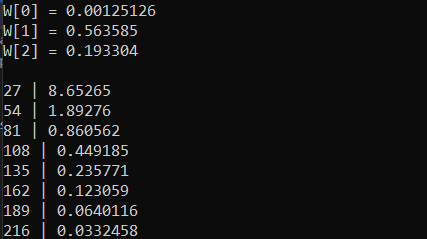 W[0] = 0.00125126
W[1] = 0.563585
W[2] = 0.193304
27 | 8.65265
54 | 1.89276
81 | 0.860562
108 | 0.449185
135 | 0.235771
162 | 0.123059
189 | 0.0640116
216 | 0.0332458